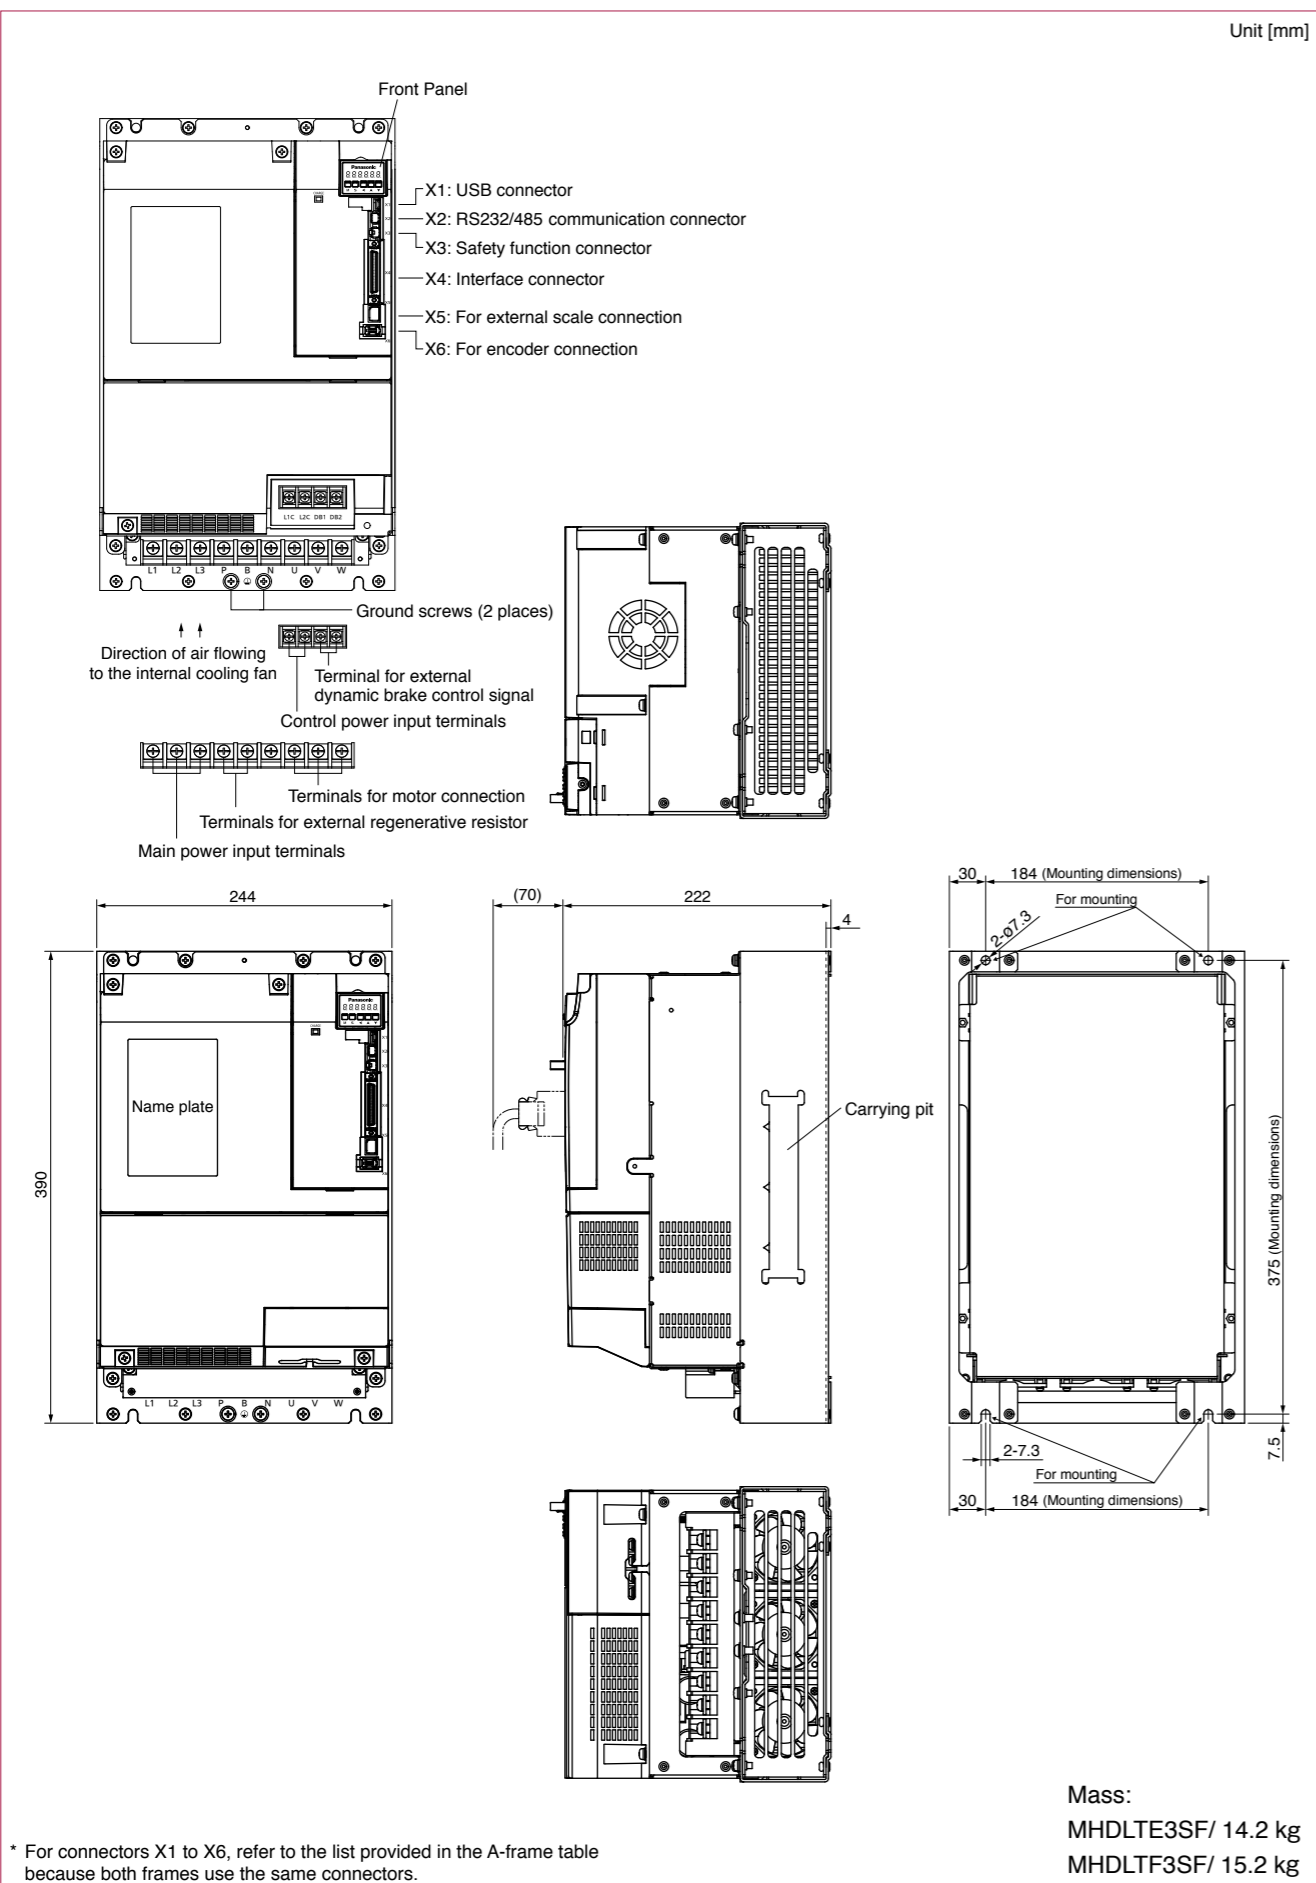 Unit [mm]
Front Panel
Panasonic
X1: USB connector
X2: RS232/485 communication connector
X3: Safety function connector
X4: Interface connector
X5: For external scale connection
X6: For encoder connection
L1C L2C DB1 DB2
L1 L2 L3 P B N U V W
Ground screws (2 places)
Direction of air flowing
to the internal cooling fan
Terminal for external
dynamic brake control signal
Control power input terminals
Terminals for motor connection
Terminals for external regenerative resistor
Main power input terminals
244
390
Panasonic
Name plate
L1 L2 L3 P B N U V W
(70)
222
4
Carrying pit
30
184 (Mounting dimensions)
For mounting
2-ø7.3
375 (Mounting dimensions)
7.5
2-7.3
For mounting
30
184 (Mounting dimensions)
Mass:
MHDLTE3SF/ 14.2 kg
MHDLTF3SF/ 15.2 kg
* For connectors X1 to X6, refer to the list provided in the A-frame table
because both frames use the same connectors.